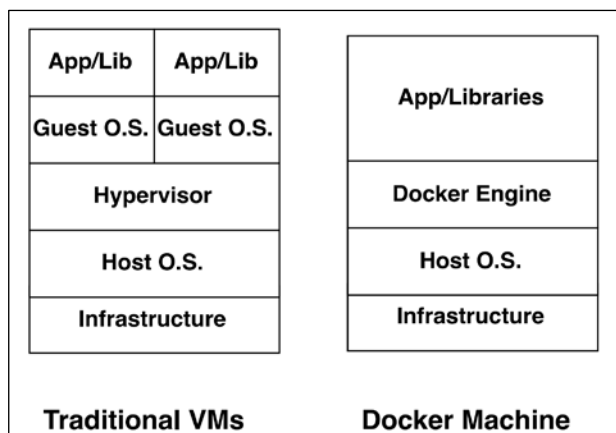 App/Lib App/Lib
Guest O.S. Guest O.S.
Hypervisor
Host O.S.
Infrastructure
Traditional VMs
App/Libraries
Docker Engine
Host O.S.
Infrastructure
Docker Machine